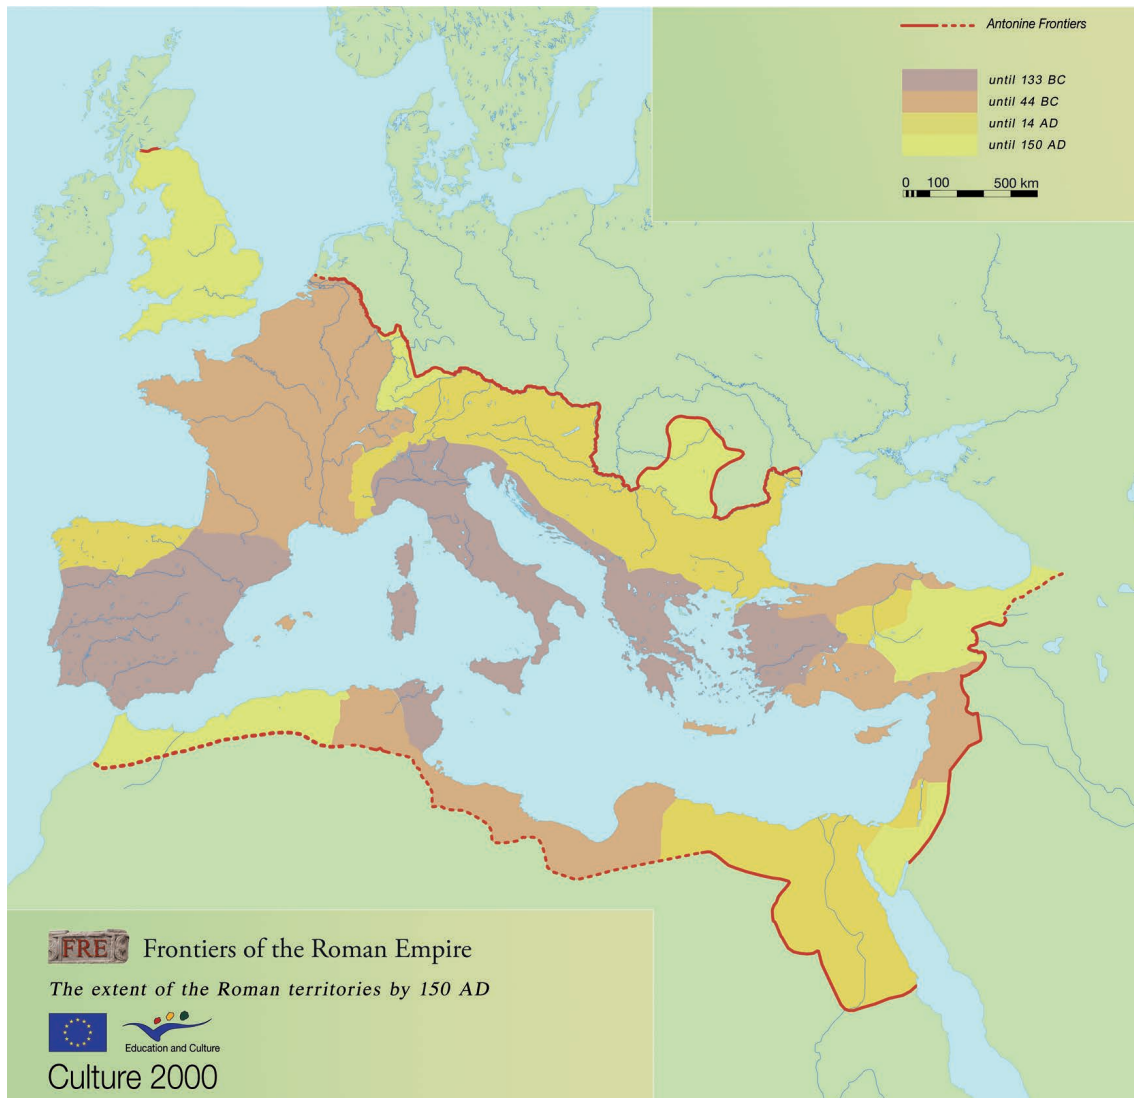 Antonine Frontiers
until 133 BC
until 44 BC
until 14 AD
until 150 AD
0 100 500 km
FRE Frontiers of the Roman Empire
The extent of the Roman territories by 150 AD
Education and Culture
Culture 2000